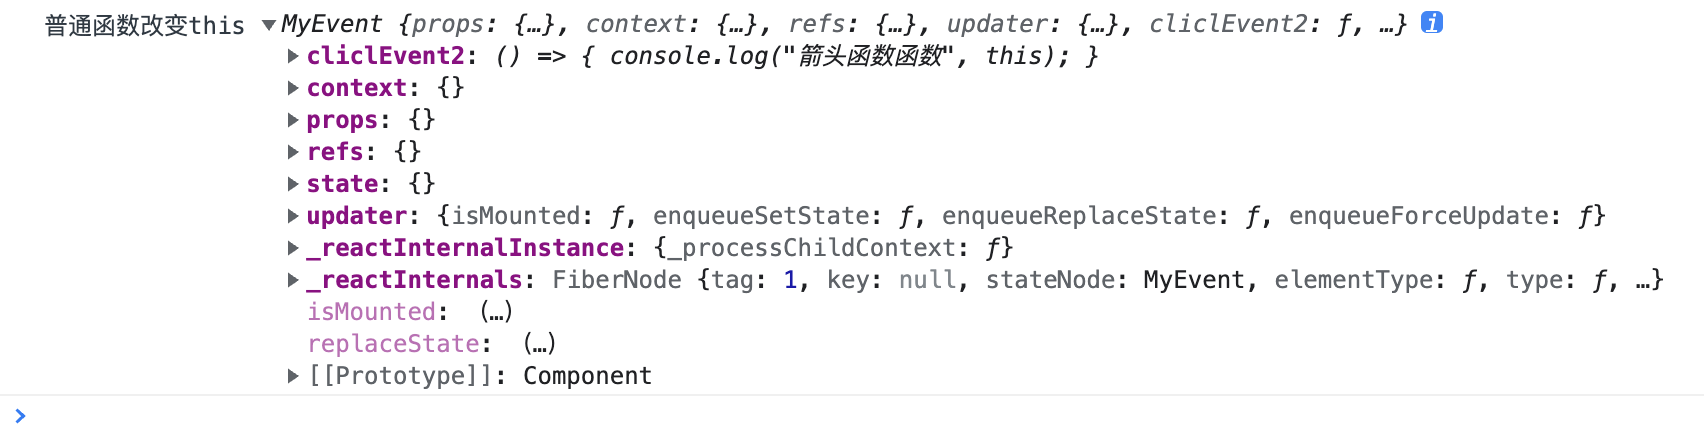 普通函数改变this ▼MyEvent {props: {…}, context: {…}, refs: {…}, updater: {…}, cliclEvent2: ƒ, …} i
▶cliclEvent2: () => { console.log("箭头函数函数", this); }
▶context: {}
▶props: {}
▶refs: {}
▶state: {}
▶updater: {isMounted: ƒ, enqueueSetState: ƒ, enqueueReplaceState: ƒ, enqueueForceUpdate: ƒ}
▶_reactInternalInstance: {_processChildContext: ƒ}
▶_reactInternals: FiberNode {tag: 1, key: null, stateNode: MyEvent, elementType: ƒ, type: ƒ, …}
isMounted: (…)
replaceState: (…)
▶[[Prototype]]: Component
>